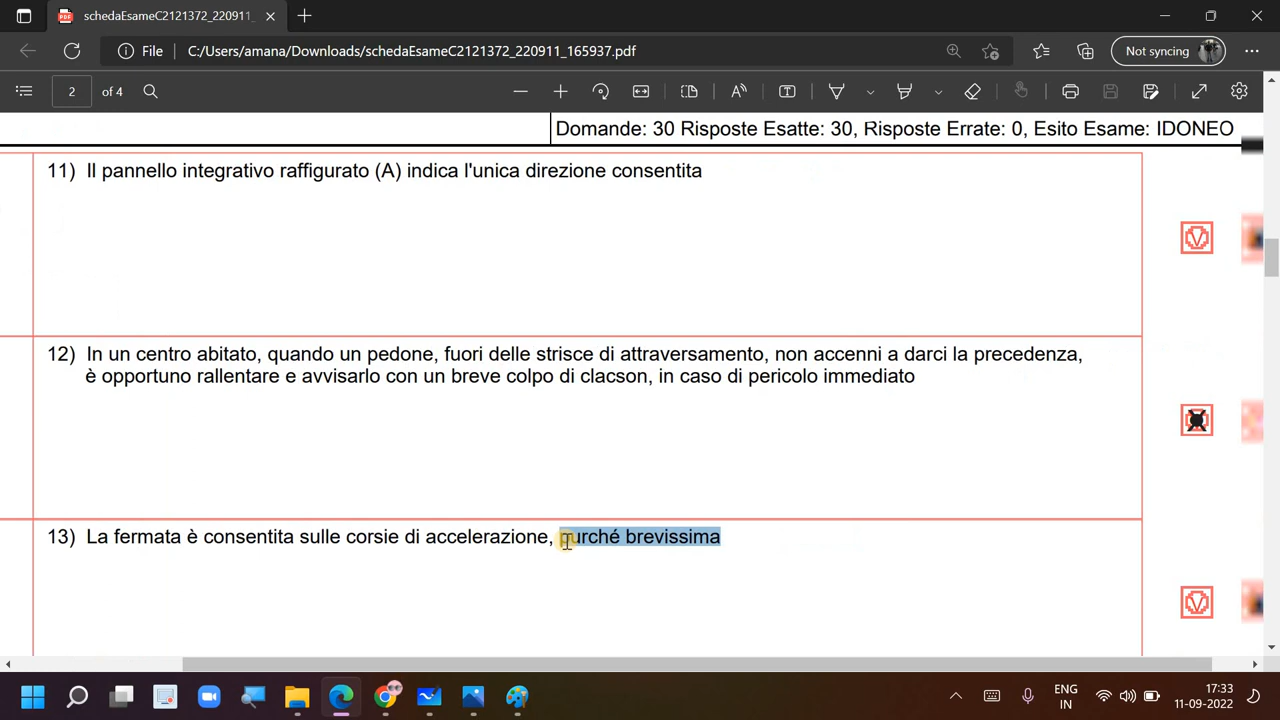 schedaEsameC2121372_220911_
File
C:/Users/amana/Downloads/schedaEsameC2121372_220911_165937.pdf
Not syncing
2 of 4
Domande: 30 Risposte Esatte: 30, Risposte Errate: 0, Esito Esame: IDONEO
11) Il pannello integrativo raffigurato (A) indica l'unica direzione consentita
V
12) In un centro abitato, quando un pedone, fuori delle strisce di attraversamento, non accenni a darci la precedenza,
è opportuno rallentare e avvisarlo con un breve colpo di clacson, in caso di pericolo immediato
13) La fermata è consentita sulle corsie di accelerazione, purché brevissima
V
ENG
IN
17:33
11-09-2022